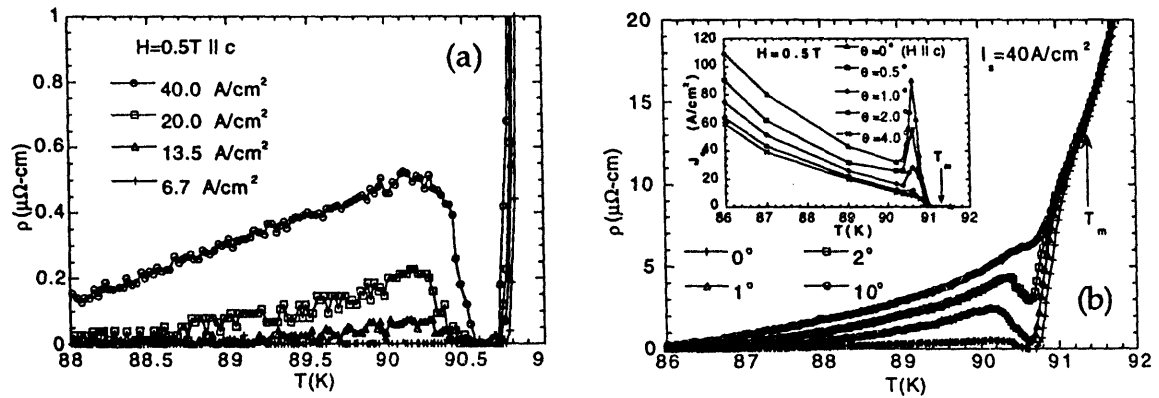 (a)
H=0.5T || c
40.0 A/cm²
20.0 A/cm²
13.5 A/cm²
6.7 A/cm²
ρ(μΩ-cm)
1
0.8
0.6
0.4
0.2
0
88 88.5 89 89.5 90 90.5 9
T(K)
(b)
I_s=40A/cm²
ρ(μΩ-cm)
20
15
10
5
0
86 87 88 89 90 91 92
T(K)
T_m
0°
1°
2°
10°
H=0.5T
θ=0° (H || c)
θ=0.5°
θ=1.0°
θ=2.0°
θ=4.0
J (A/cm²)
120
100
80
60
40
20
0
86 87 88 89 90 91 92
T(K)
T_m